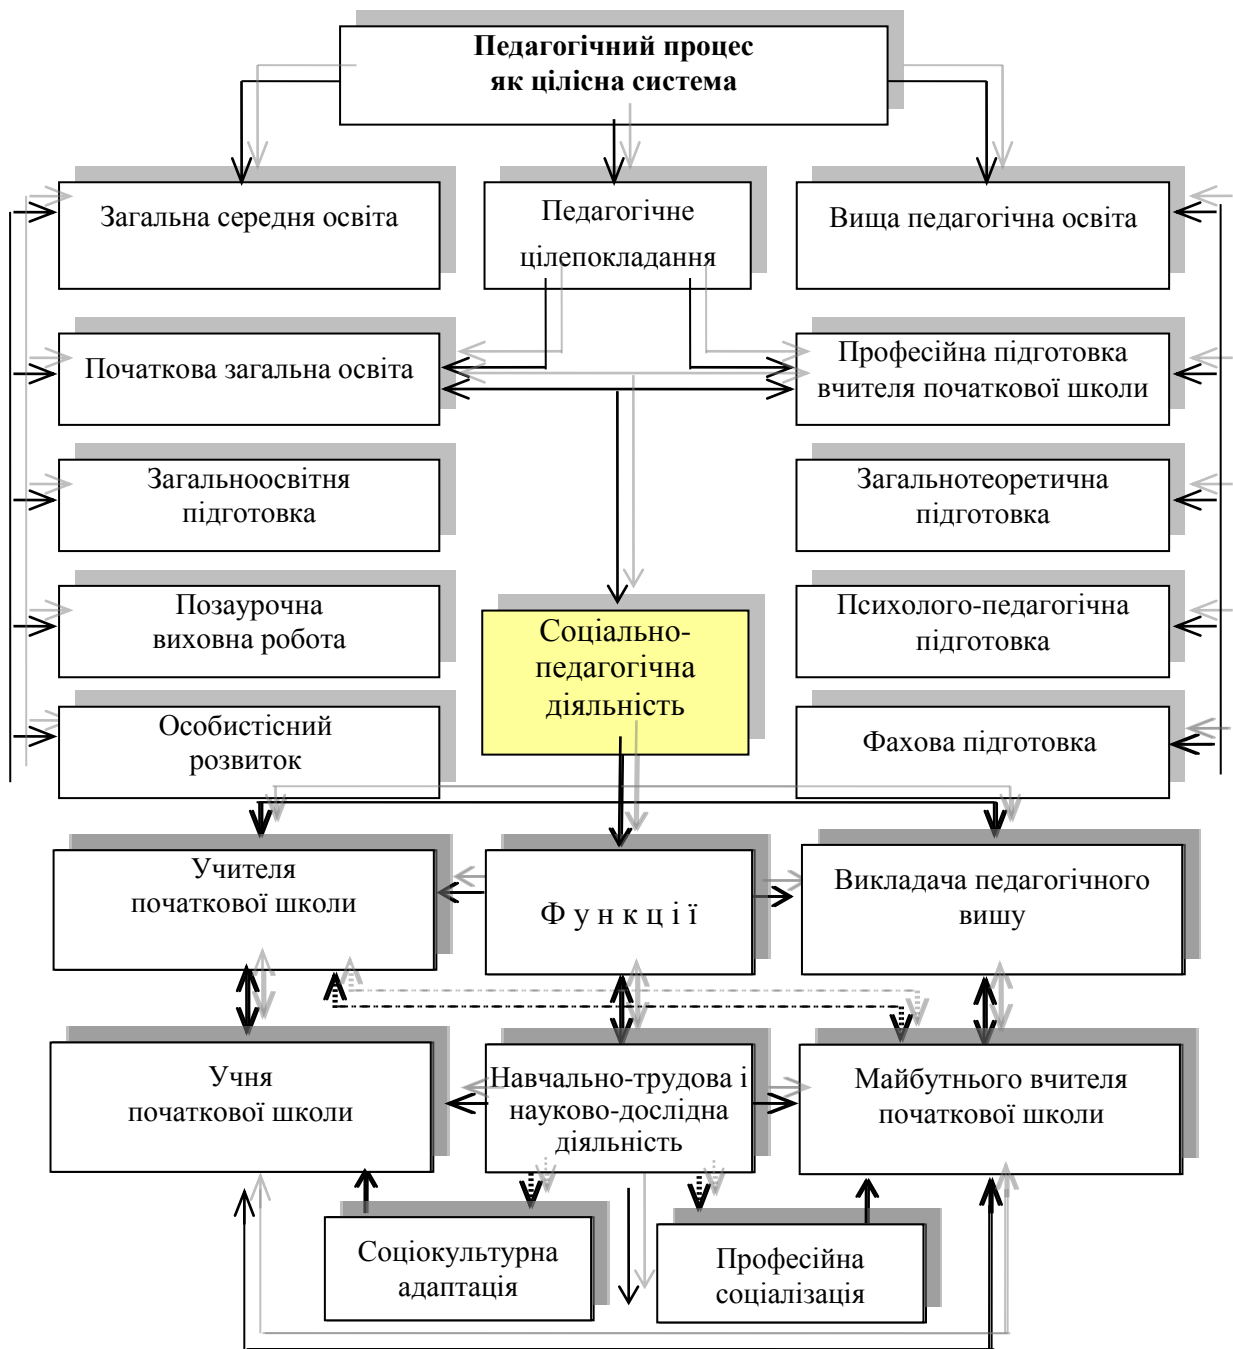 Педагогічний процес
як цілісна система
Загальна середня освіта
Педагогічне
цілепокладання
Вища педагогічна освіта
Початкова загальна освіта
Професійна підготовка
вчителя початкової школи
Загальноосвітня
підготовка
Загальнотеоретична
підготовка
Позаурочна
виховна робота
Соціально-
педагогічна
діяльність
Психолого-педагогічна
підготовка
Особистісний
розвиток
Фахова підготовка
Учителя
початкової школи
Ф у н к ц і ї
Викладача педагогічного
вишу
Учня
початкової школи
Навчально-трудова і
науково-дослідна
діяльність
Майбутнього вчителя
початкової школи
Соціокультурна
адаптація
Професійна
соціалізація